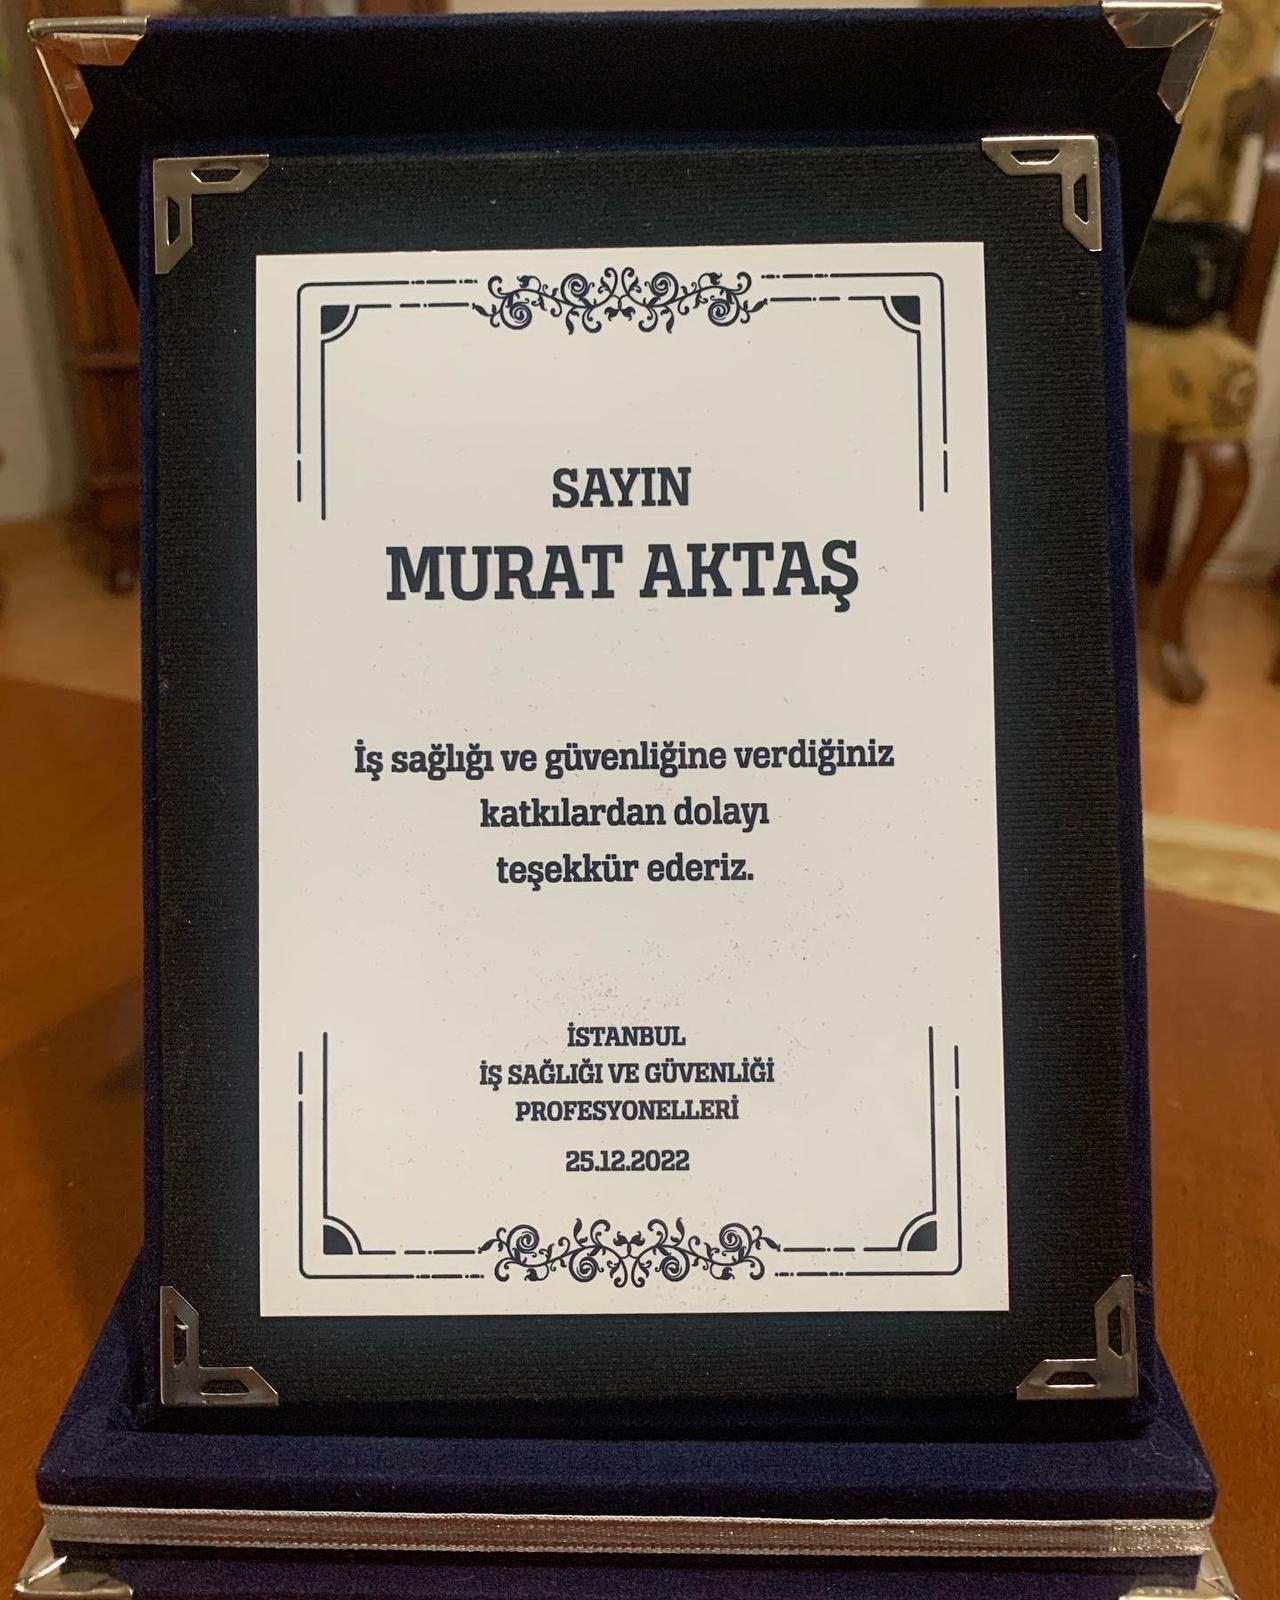 SAYIN
MURAT AKTAŞ
İş sağlığı ve güvenliğine verdiğiniz
katkılardan dolayı
teşekkür ederiz.
İSTANBUL
İŞ SAĞLIĞI VE GÜVENLİĞİ
PROFESYONELLERİ
25.12.2022